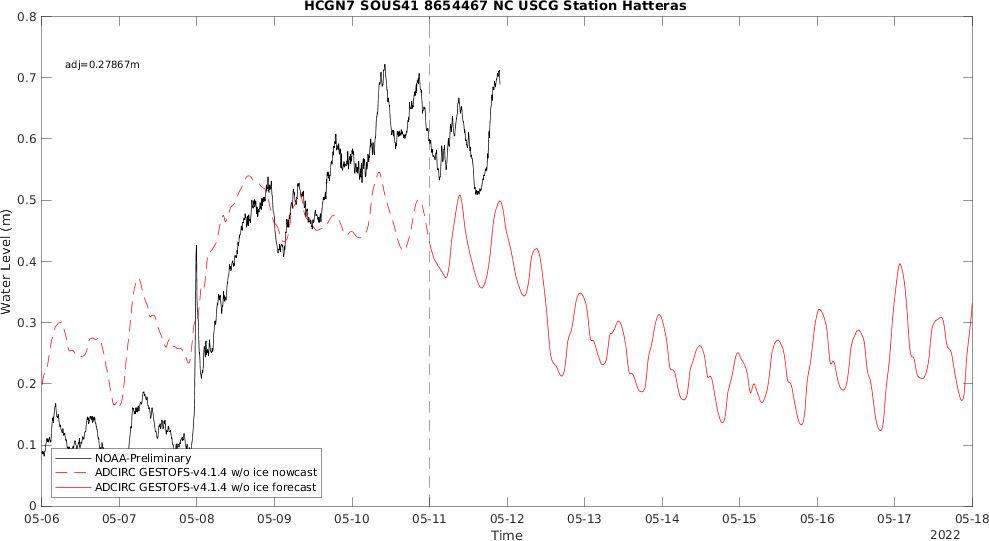 HCGN7 SOUS41 8654467 NC USCG Station Hatteras
adj=0.27867m
Water Level (m)
0.8
0.7
0.6
0.5
0.4
0.3
0.2
0.1
0
NOAA-Preliminary
ADCIRC GESTOFS-v4.1.4 w/o ice nowcast
ADCIRC GESTOFS-v4.1.4 w/o ice forecast
05-06 05-07 05-08 05-09 05-10 05-11 05-12 05-13 05-14 05-15 05-16 05-17 05-18
Time
2022